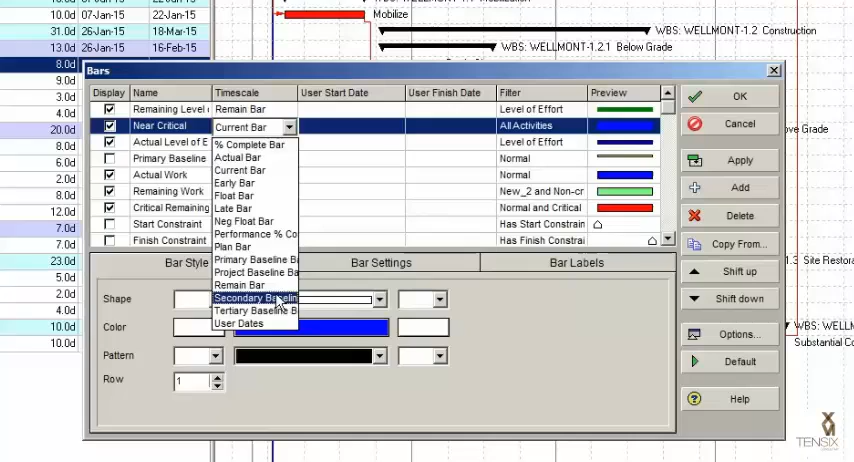 10.0d 07-Jan-15 22-Jan-15 Mobilize
31.0d 26-Jan-15 18-Mar-15 WBS: WELLMONT-1.2 Construction
13.0d 26-Jan-15 16-Feb-15 WBS: WELLMONT-1.2.1 Below Grade
8.0d
9.0d
3.0d
4.0d
20.0d
2.0d
8.0d
12.0d
7.0d
7.0d
23.0d
5.0d
2.0d
4.0d
10.0d
10.0d
Bars
Display Name Timescale User Start Date User Finish Date Filter Preview
Remaining Level Remain Bar Level of Effort
Near Critical Current Bar All Activities
Actual Level of E Level of Effort
Primary Baseline Normal
Actual Work Normal
Remaining Work New_2 and Non-cr
Critical Remaining Normal and Critical
Start Constraint Has Start Constrain
Finish Constraint Has Finish Constrain
% Complete Bar
Actual Bar
Current Bar
Early Bar
Float Bar
Late Bar
Neg Float Bar
Performance % Co
Plan Bar
Primary Baseline Ba
Project Baseline Ba
Remain Bar
Secondary Baselin
Tertiary Baseline B
User Dates
Bar Style Bar Settings Bar Labels
Shape
Color
Pattern
Row 1
OK
Cancel
Apply
Add
Delete
Copy From...
Shift up
Shift down
Options...
Default
Help
ove Grade
1.3 Site Restora
WBS: WELLM
Substantial Co
TENSIX